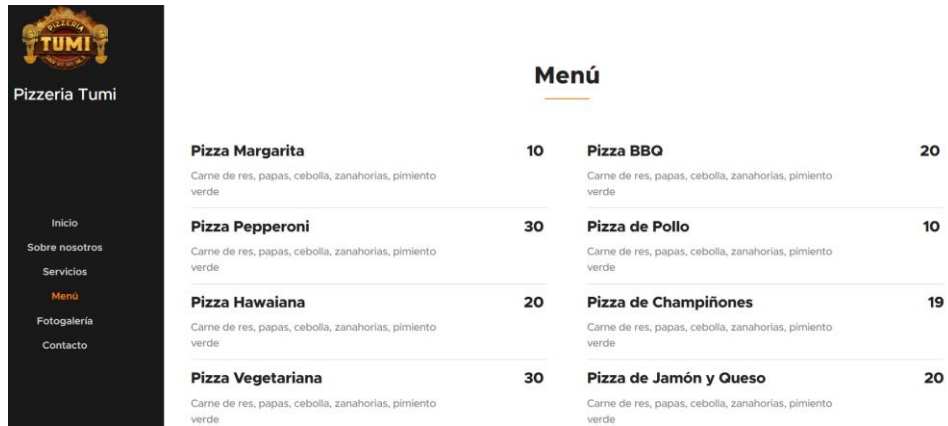 PIZZERIA
TUMI
Pizzeria Tumi
Inicio
Sobre nosotros
Servicios
Menú
Fotogalería
Contacto
Menú
Pizza Margarita 10
Carne de res, papas, cebolla, zanahorias, pimiento
verde
Pizza Pepperoni 30
Carne de res, papas, cebolla, zanahorias, pimiento
verde
Pizza Hawaiana 20
Carne de res, papas, cebolla, zanahorias, pimiento
verde
Pizza Vegetariana 30
Carne de res, papas, cebolla, zanahorias, pimiento
verde
Pizza BBQ 20
Carne de res, papas, cebolla, zanahorias, pimiento
verde
Pizza de Pollo 10
Carne de res, papas, cebolla, zanahorias, pimiento
verde
Pizza de Champiñones 19
Carne de res, papas, cebolla, zanahorias, pimiento
verde
Pizza de Jamón y Queso 20
Carne de res, papas, cebolla, zanahorias, pimiento
verde